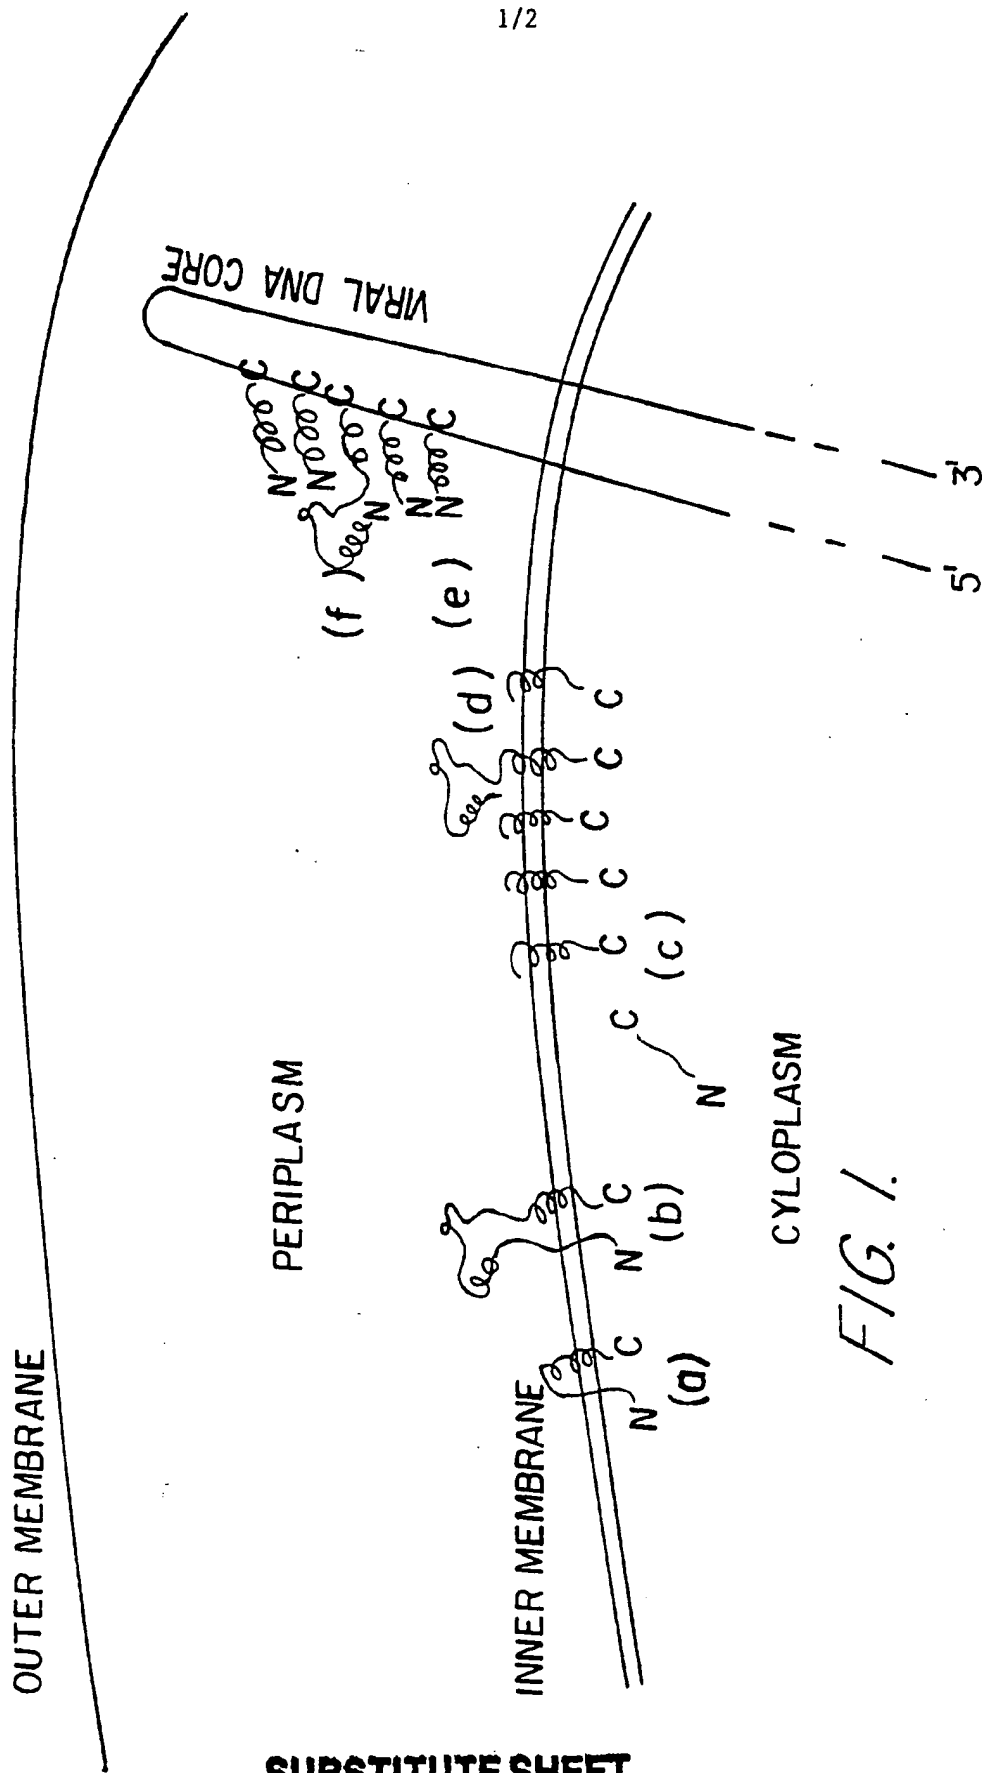 1/2
OUTER MEMBRANE
PERIPLASM
VIRAL DNA CORE
C
C
C
C
C
N
N
N
N
N
(f)
(e)
(d)
INNER MEMBRANE
N
C
(a)
N
C
(b)
N
C
C
C
C
C
C
(c)
5'
3'
CYLOPLASM
FIG. 1.
SUBSTITUTE SHEET